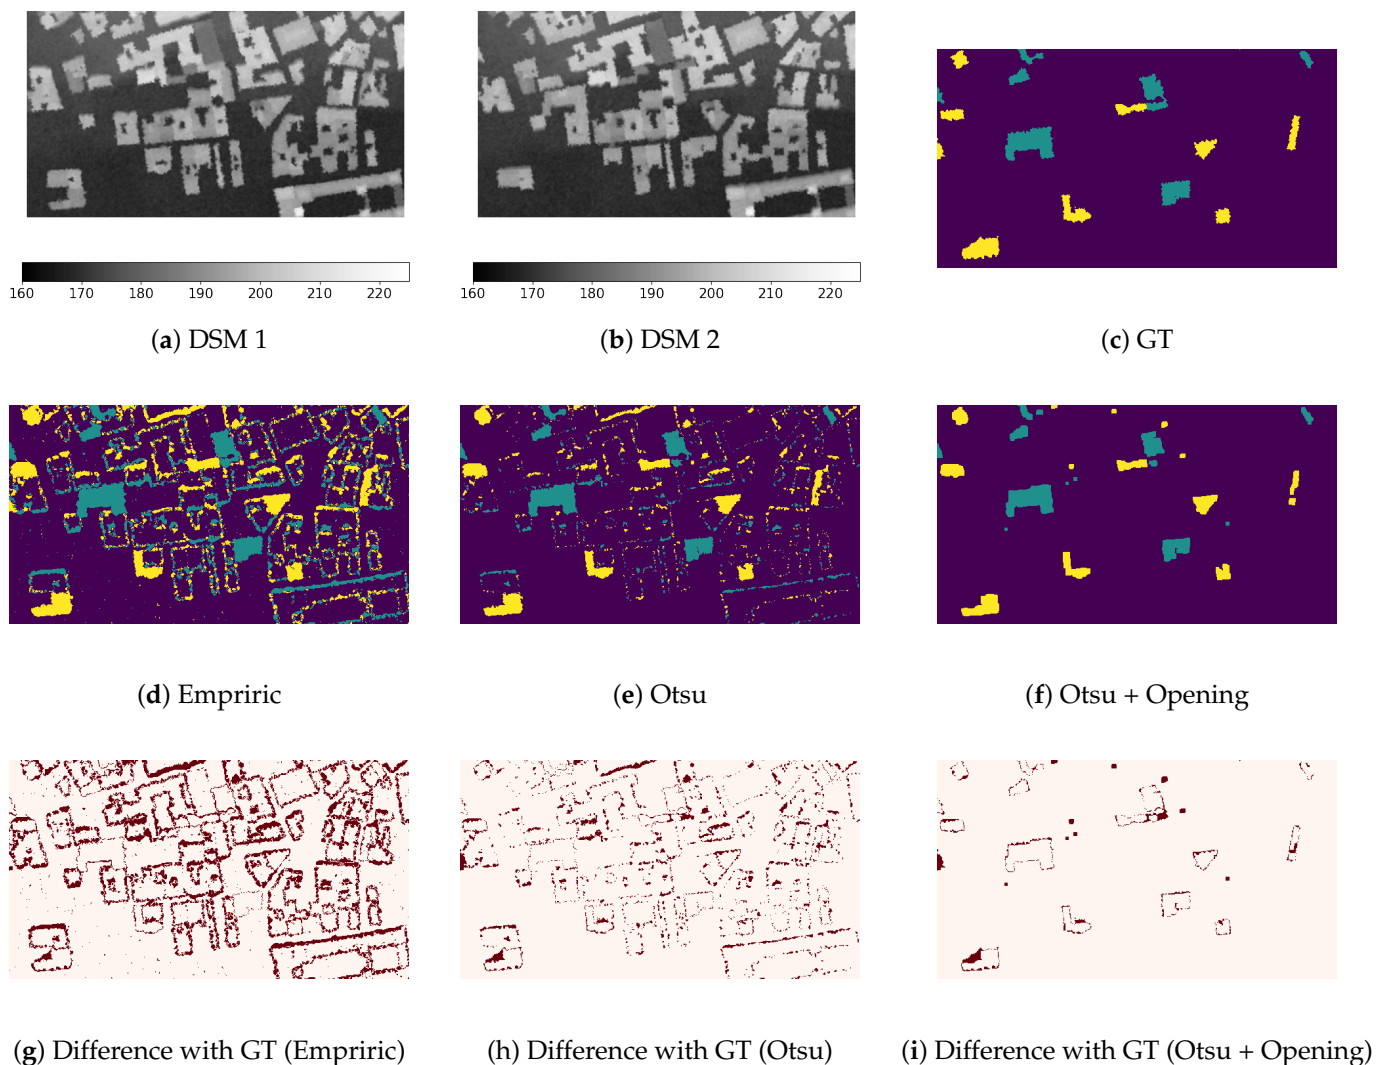 160 170 180 190 200 210 220
160 170 180 190 200 210 220
(a) DSM 1
(b) DSM 2
(c) GT
(d) Empriric
(e) Otsu
(f) Otsu + Opening
(g) Difference with GT (Empriric)
(h) Difference with GT (Otsu)
(i) Difference with GT (Otsu + Opening)